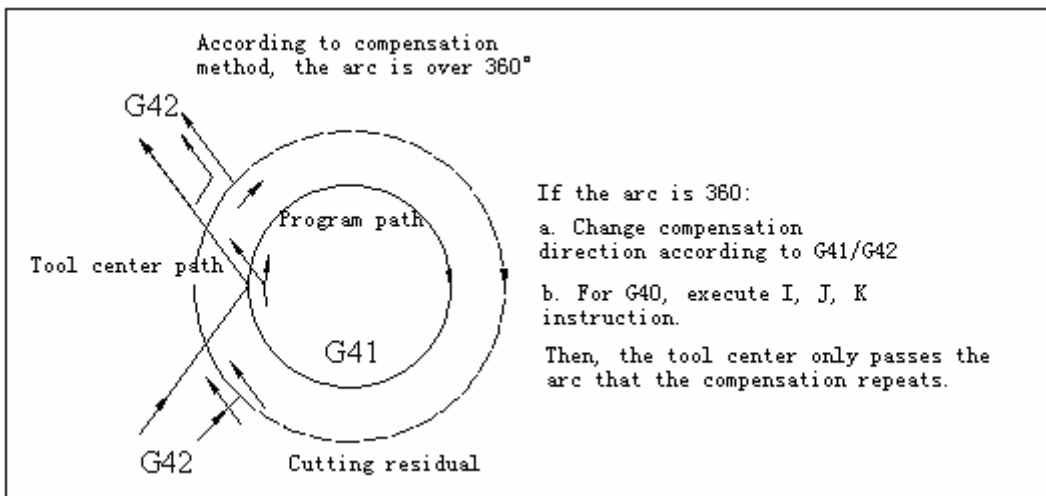 According to compensation
method, the arc is over 360°
G42
Program path
Tool center path
G41
G42
Cutting residual
If the arc is 360:
a. Change compensation
direction according to G41/G42
b. For G40, execute I, J, K
instruction.
Then, the tool center only passes the
arc that the compensation repeats.